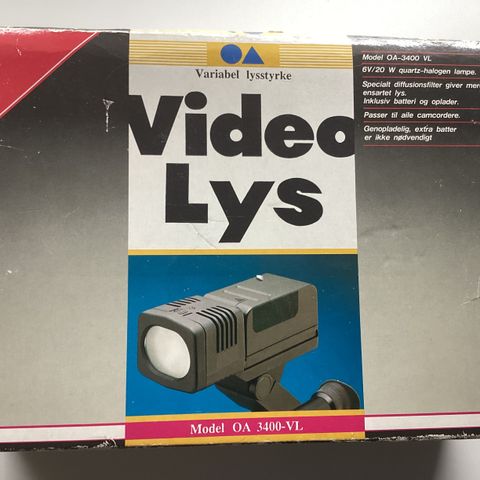 OA
Variabel lysstyrke
Video
Lys
Model OA 3400-VL
Model OA-3400 VL
6V/20 W quartz-halogen lampe.
Specialt diffusionsfilter giver mere
ensartet lys.
Inklusiv batteri og oplader.
Passer til alle camcordere.
Genopladelig, extra batter
er ikke nødvendigt